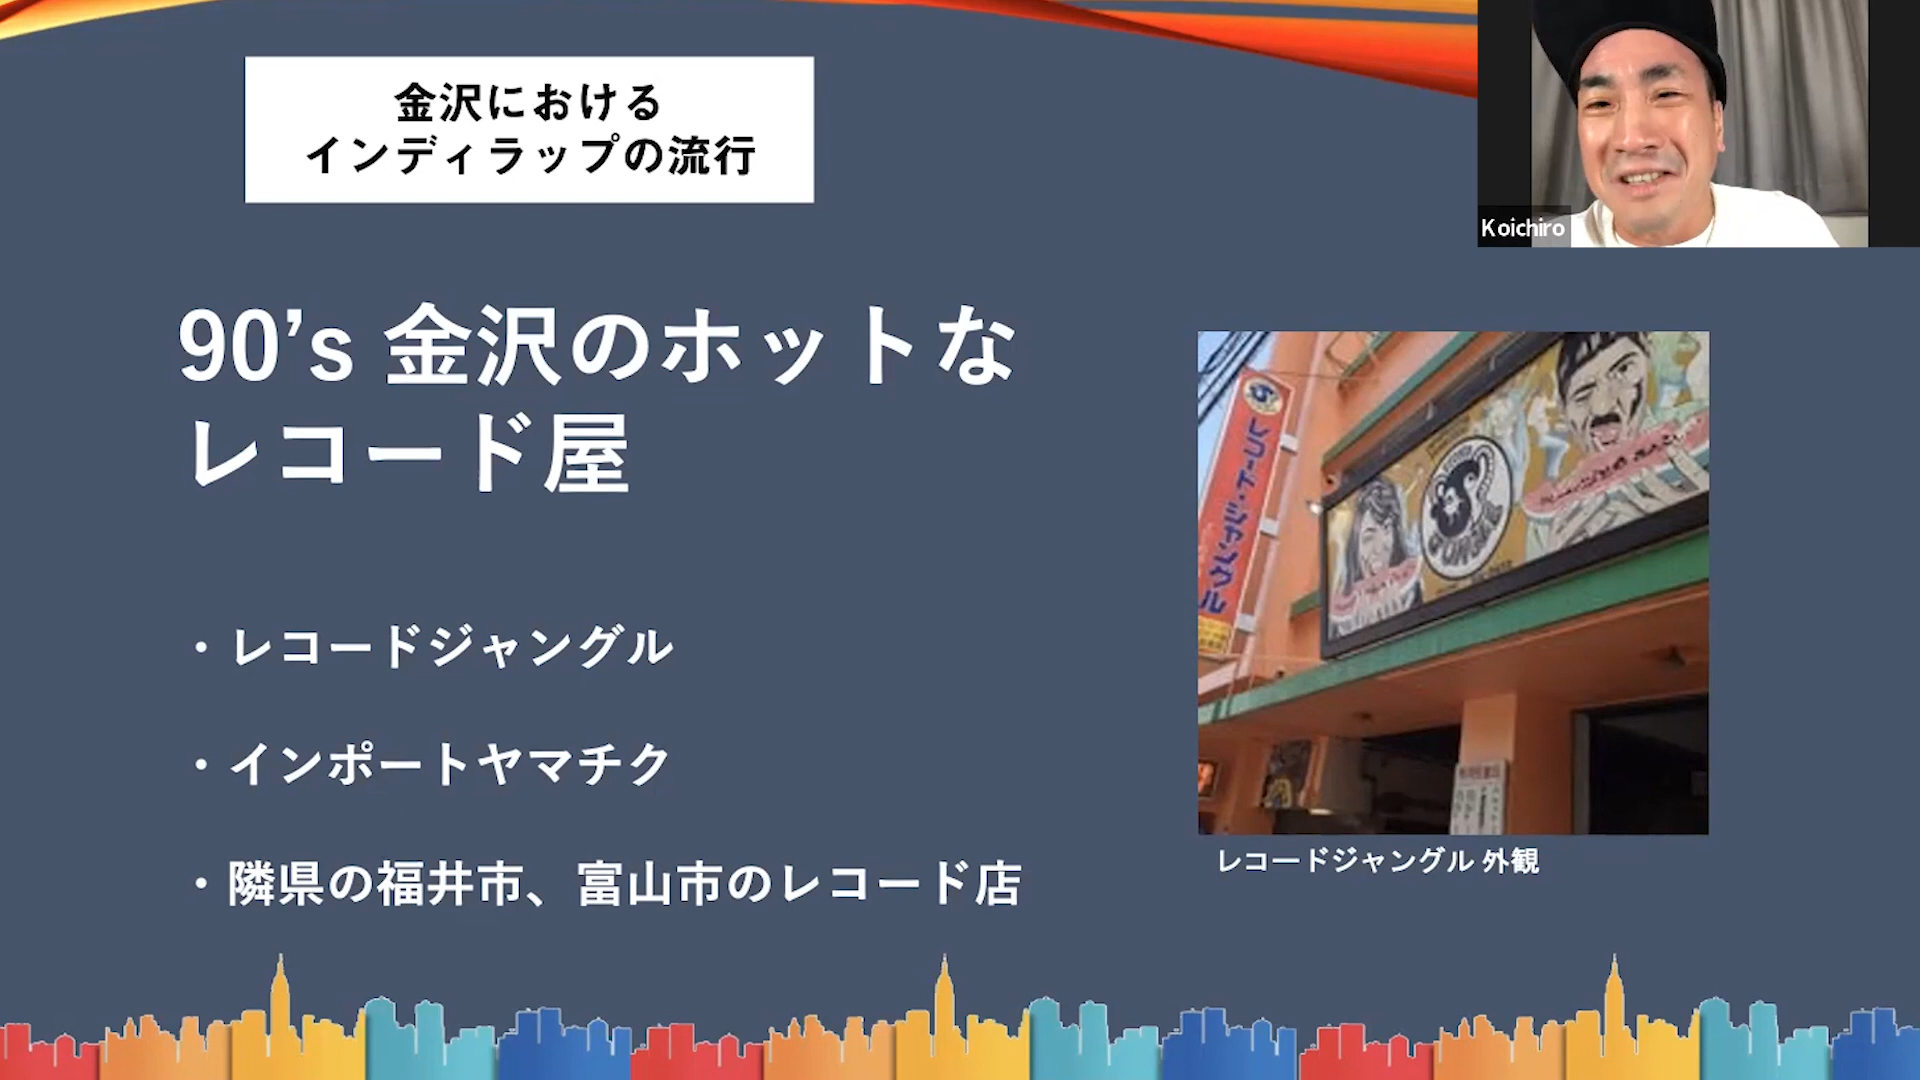 金沢における
インディラップの流行
Koichiro
90’s 金沢のホットな
レコード屋
・レコードジャングル
・インポートヤマチク
・隣県の福井市、富山市のレコード店
レコード・ジャングル
JUNGLE
レコードジャングル 外観